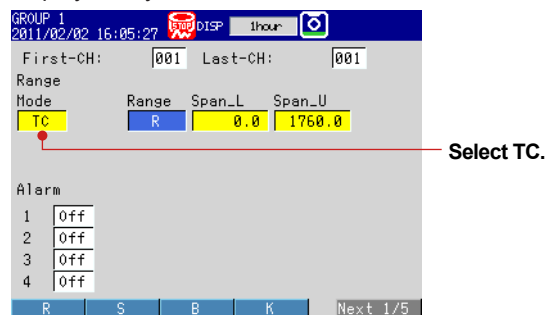 GROUP 1
2011/02/02 16:05:27 STOP DISP 1hour
First-CH: 001 Last-CH: 001
Range
Mode Range Span_L Span_U
TC R 0.0 1760.0
Select TC.
Alarm
1 Off
2 Off
3 Off
4 Off
R S B K Next 1/5